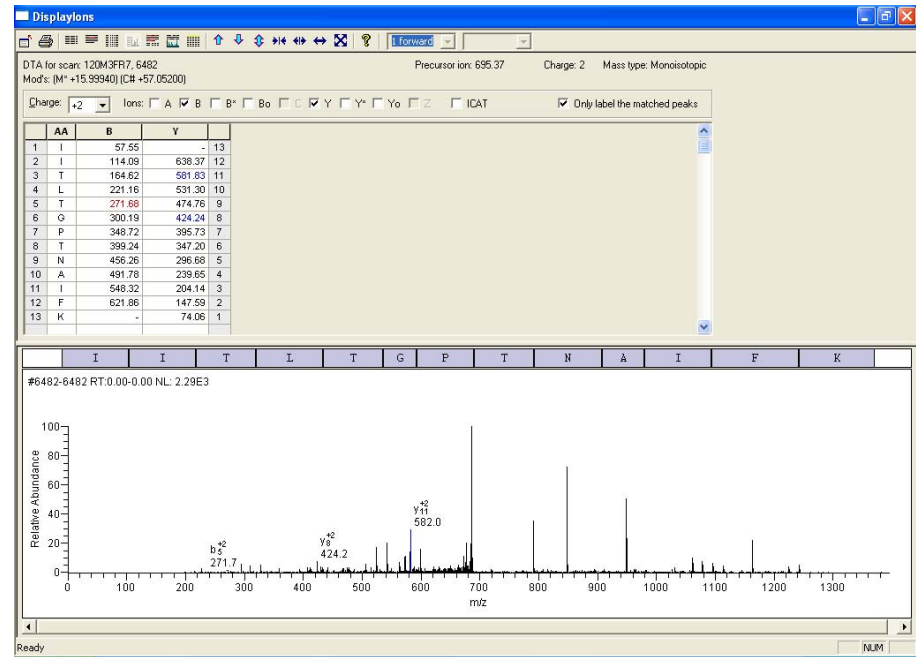 DisplayIons
1 forward
DTA for scan: 120M3FR7, 6482 Precursor ion: 695.37 Charge: 2 Mass type: Monoisotopic
Mod's: (M* +15.99940) (C# +57.05200)
Charge: +2 Ions: A B B* Bo C Y Y* Yo Z ICAT Only label the matched peaks
AA B Y
1 I 57.55 - 13
2 I 114.09 638.37 12
3 T 164.62 581.83 11
4 L 221.16 531.30 10
5 T 271.68 474.76 9
6 G 300.19 424.24 8
7 P 348.72 395.73 7
8 T 399.24 347.20 6
9 N 456.26 296.68 5
10 A 491.78 239.65 4
11 I 548.32 204.14 3
12 F 621.86 147.59 2
13 K - 74.06 1
I I T L T G P T N A I F K
#6482-6482 RT:0.00-0.00 NL: 2.29E3
100
80
60
40
20
0
Relative Abundance
y11+2
582.0
y8+2
424.2
b5+2
271.7
0 100 200 300 400 500 600 700 800 900 1000 1100 1200 1300
m/z
Ready NUM